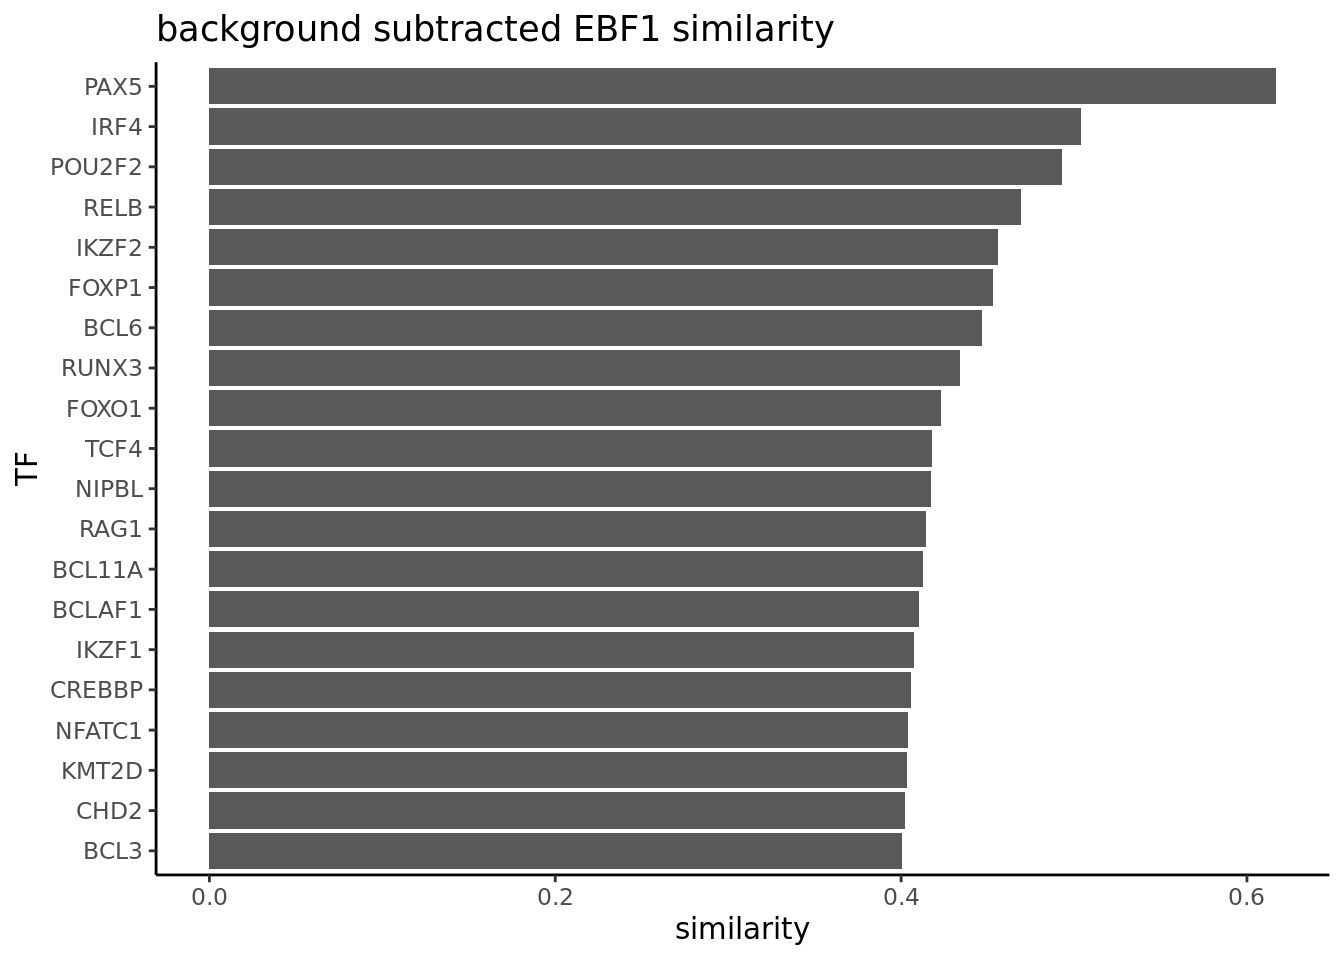 background subtracted EBF1 similarity
PAX5
IRF4
POU2F2
RELB
IKZF2
FOXP1
BCL6
RUNX3
FOXO1
TCF4
NIPBL
RAG1
BCL11A
BCLAF1
IKZF1
CREBBP
NFATC1
KMT2D
CHD2
BCL3
TF
0.0 0.2 0.4 0.6
similarity